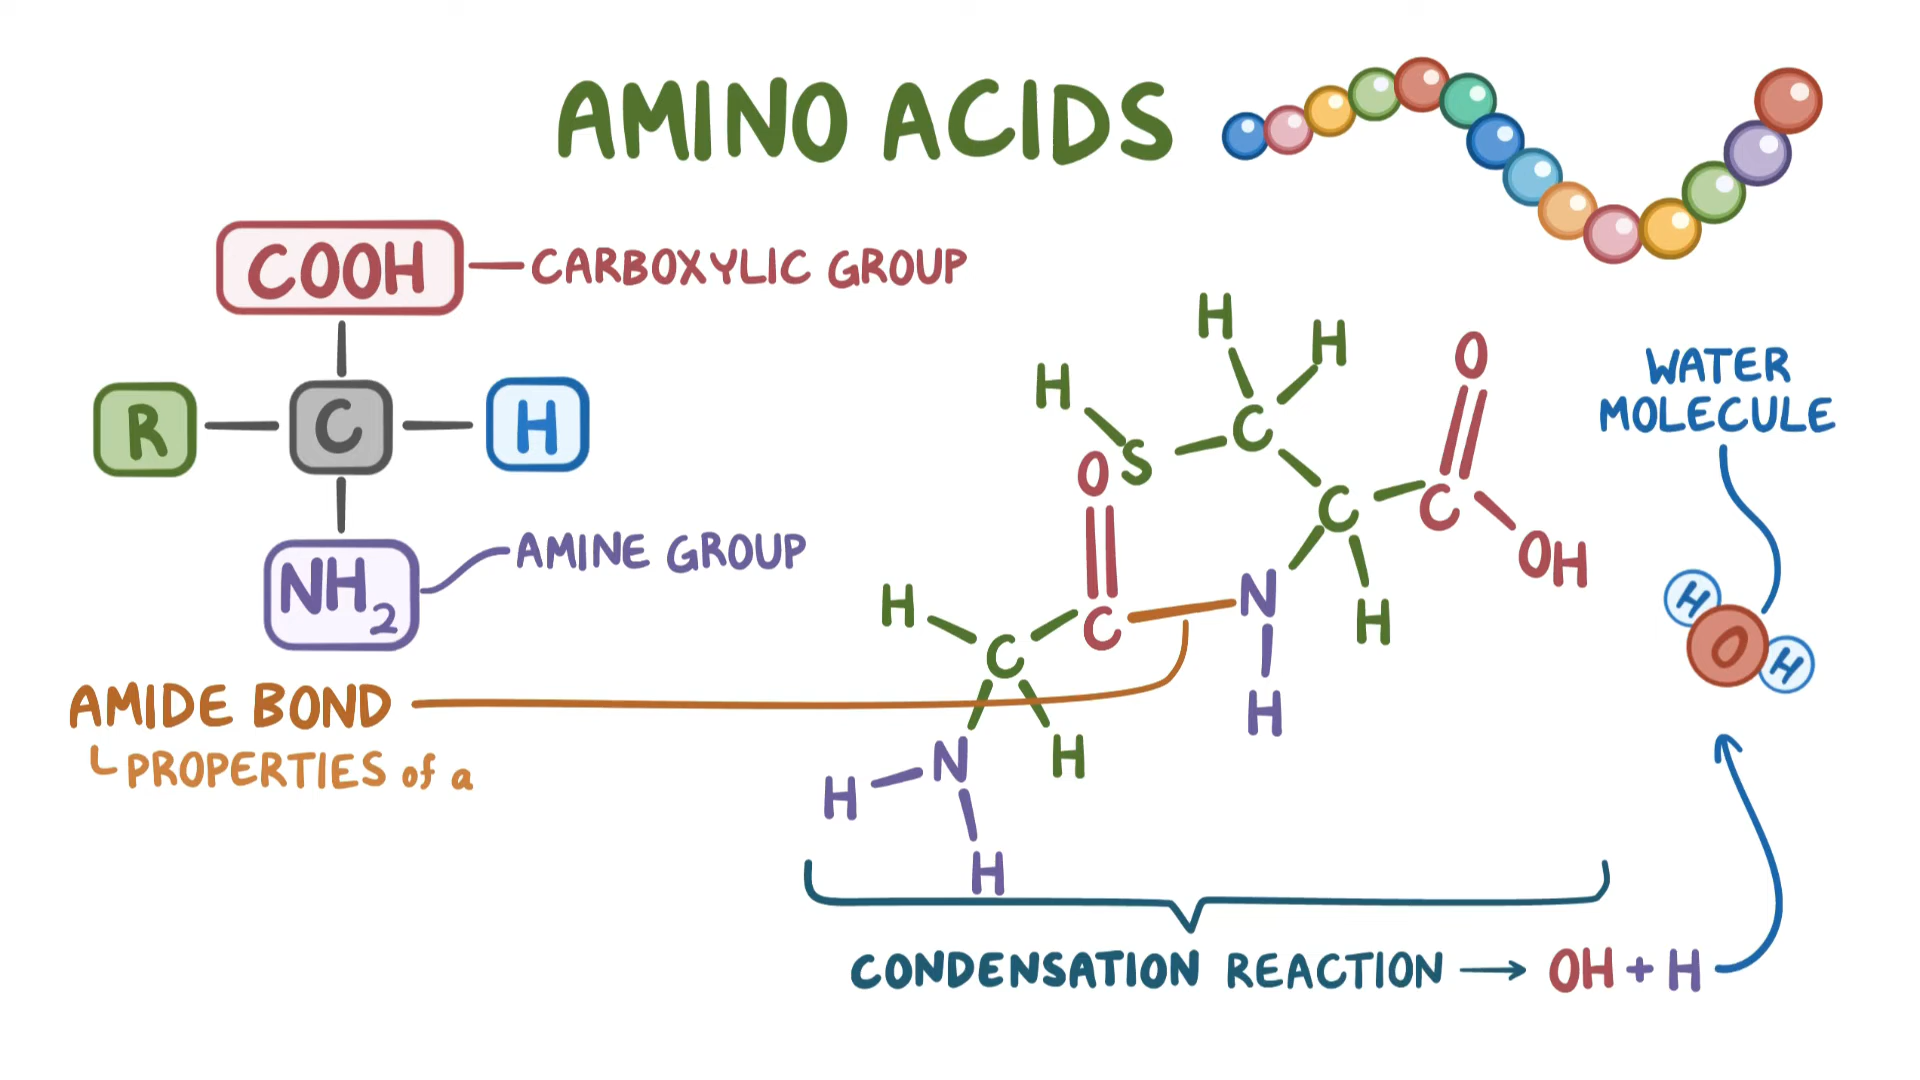 AMINO ACIDS
COOH
CARBOXYLIC GROUP
R C H
NH2
AMINE GROUP
AMIDE BOND
PROPERTIES of a
H H
H S C
O
C
C
O
OH
H
H
C
C
N
H
N
H
H
H
WATER
MOLECULE
H
O
H
CONDENSATION REACTION → OH + H